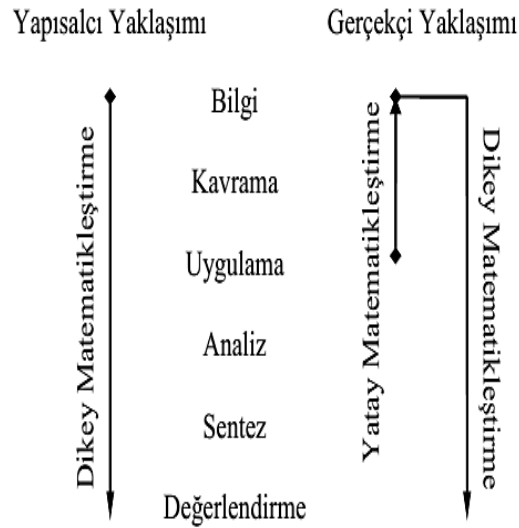 Yapısalcı Yaklaşımı
Gerçekçi Yaklaşımı
Dikey Matematikleştirme
Bilgi
Kavrama
Uygulama
Analiz
Sentez
Değerlendirme
Yatay Matematikleştirme
Dikey Matematikleştirme